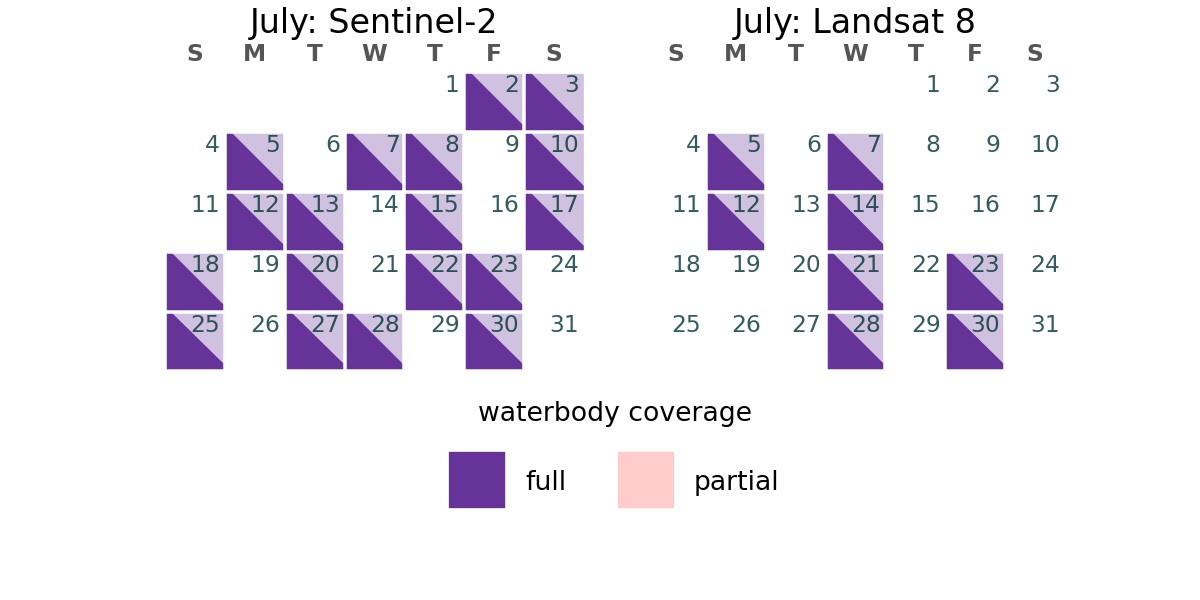 July: Sentinel-2
S M T W T F S
1 2 3
4 5 6 7 8 9 10
11 12 13 14 15 16 17
18 19 20 21 22 23 24
25 26 27 28 29 30 31
July: Landsat 8
S M T W T F S
1 2 3
4 5 6 7 8 9 10
11 12 13 14 15 16 17
18 19 20 21 22 23 24
25 26 27 28 29 30 31
waterbody coverage
full partial